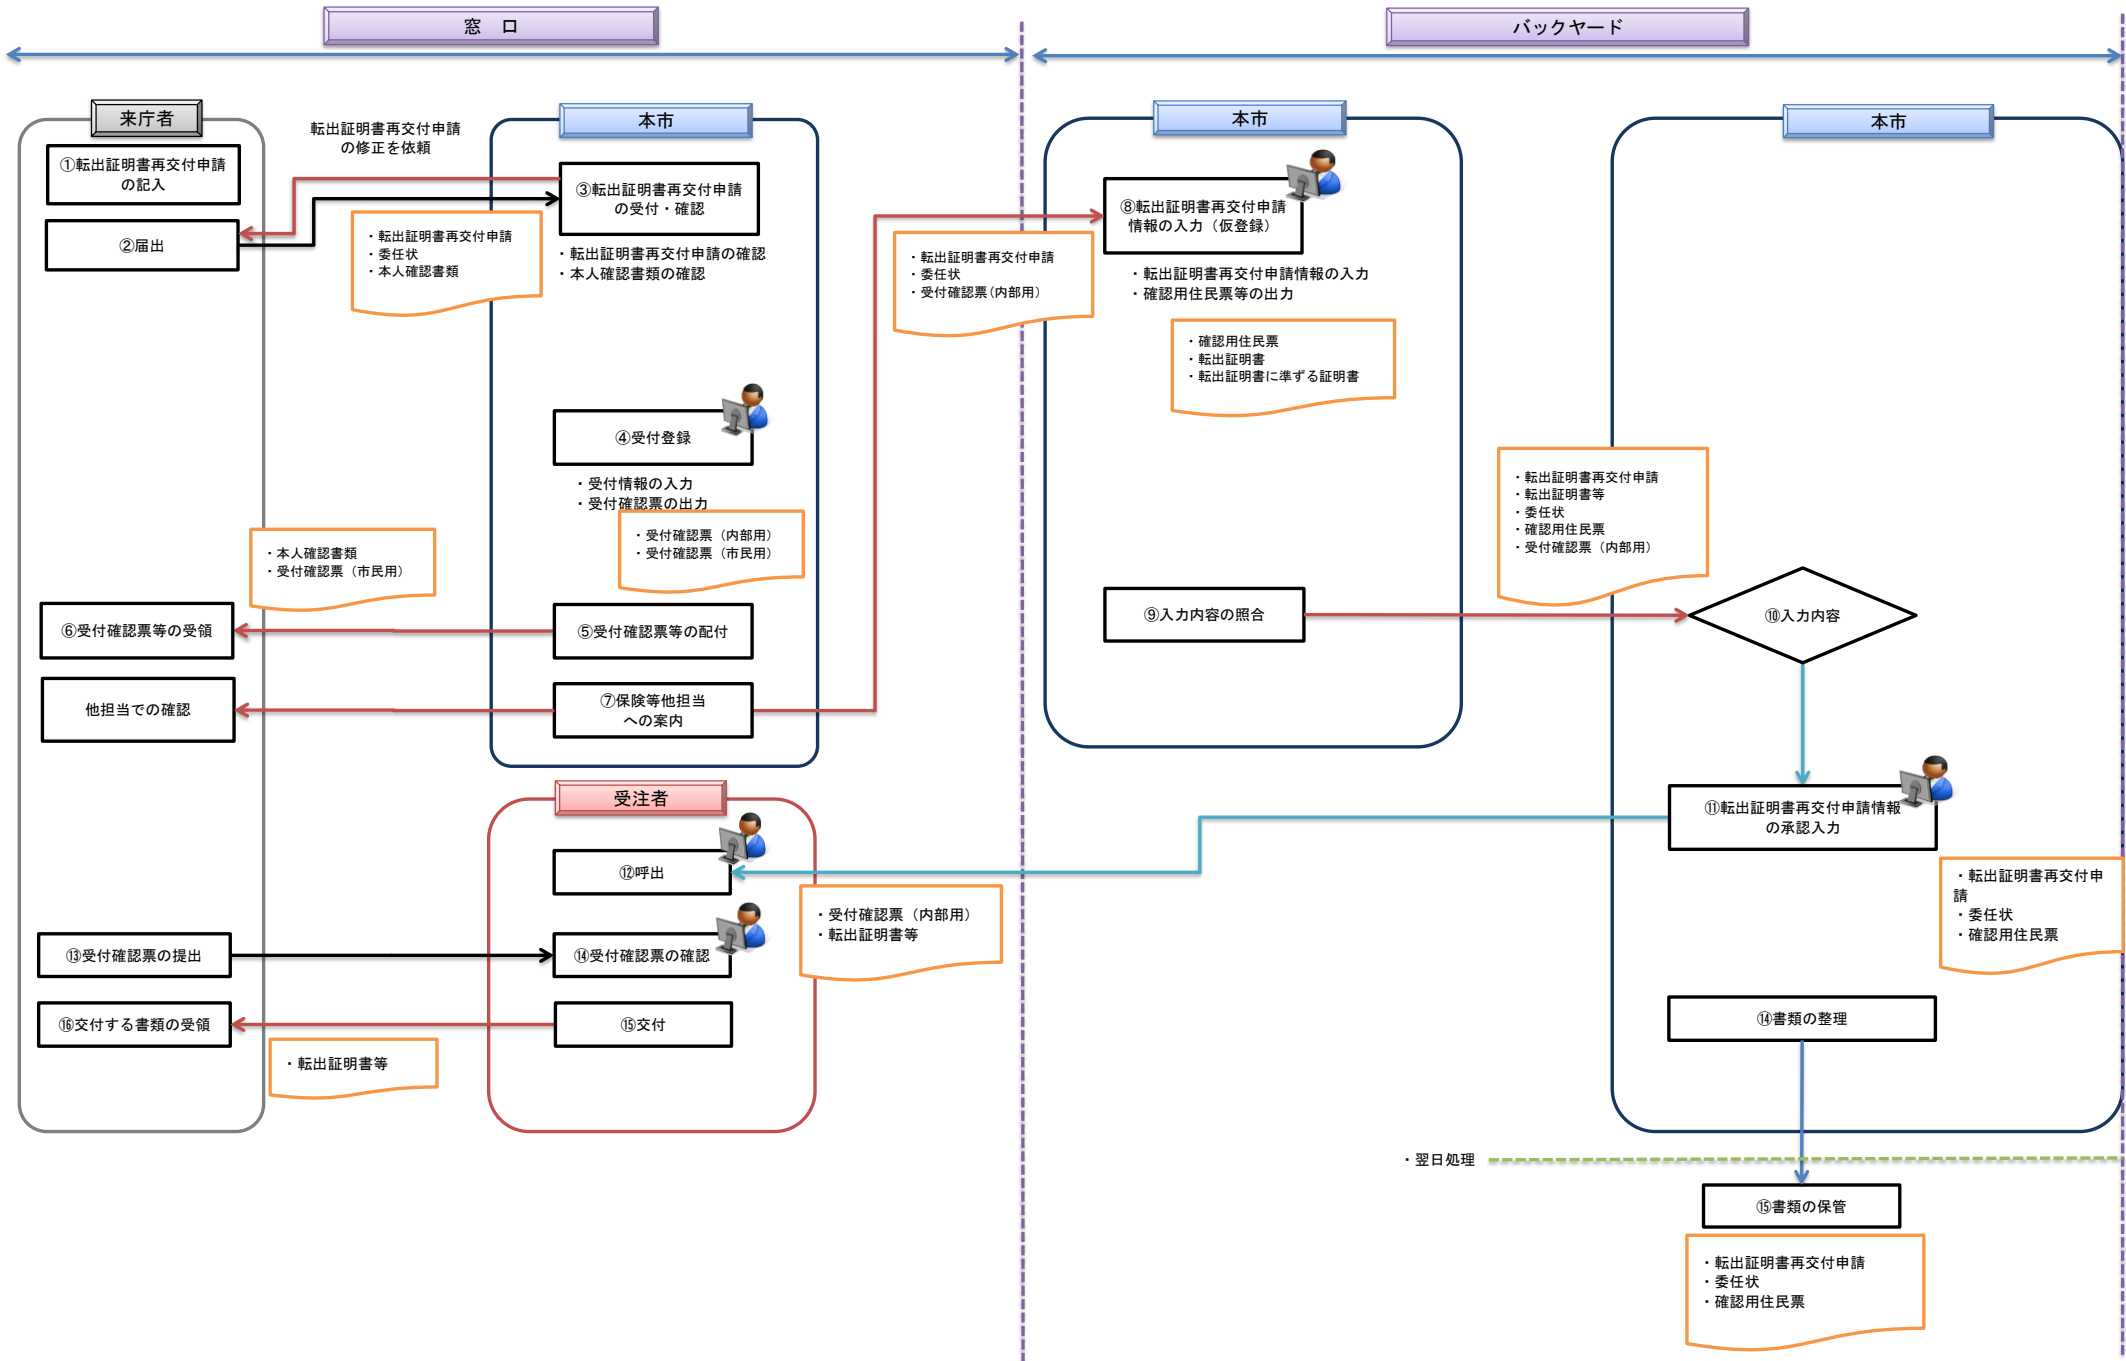 窓　口
バックヤード
来庁者
①転出証明書再交付申請
の記入
②届出
転出証明書再交付申請
の修正を依頼
・転出証明書再交付申請
・委任状
・本人確認書類
本市
③転出証明書再交付申請
の受付・確認
・転出証明書再交付申請の確認
・本人確認書類の確認
④受付登録
・受付情報の入力
・受付確認票の出力
・受付確認票（内部用）
・受付確認票（市民用）
・本人確認書類
・受付確認票（市民用）
⑥受付確認票等の受領
⑤受付確認票等の配付
他担当での確認
⑦保険等他担当
への案内
・転出証明書再交付申請
・委任状
・受付確認票（内部用）
本市
⑧転出証明書再交付申請
情報の入力（仮登録）
・転出証明書再交付申請情報の入力
・確認用住民票等の出力
・確認用住民票
・転出証明書
・転出証明書に準ずる証明書
⑨入力内容の照合
本市
・転出証明書再交付申請
・転出証明書等
・委任状
・確認用住民票
・受付確認票（内部用）
⑩入力内容
⑪転出証明書再交付申請情報
の承認入力
・転出証明書再交付申
請
・委任状
・確認用住民票
受注者
⑫呼出
・受付確認票（内部用）
・転出証明書等
⑬受付確認票の提出
⑭受付確認票の確認
⑯交付する書類の受領
⑮交付
・転出証明書等
⑭書類の整理
・翌日処理
⑮書類の保管
・転出証明書再交付申請
・委任状
・確認用住民票